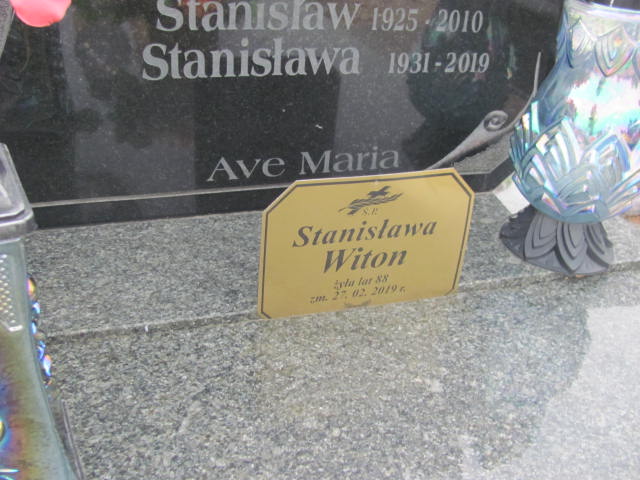 Stanisław 1925 - 2010
Stanisława 1931 - 2019
Ave Maria
Ś.P.
Stanisława
Witon
żyła lat 88
zm. 27. 02. 2019 r.